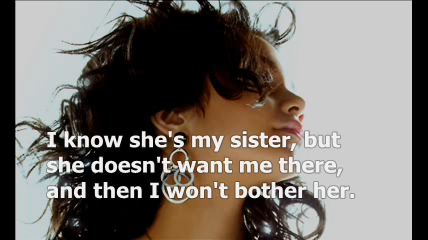 I know she's my sister, but
she doesn't want me there,
and then I won't bother her.